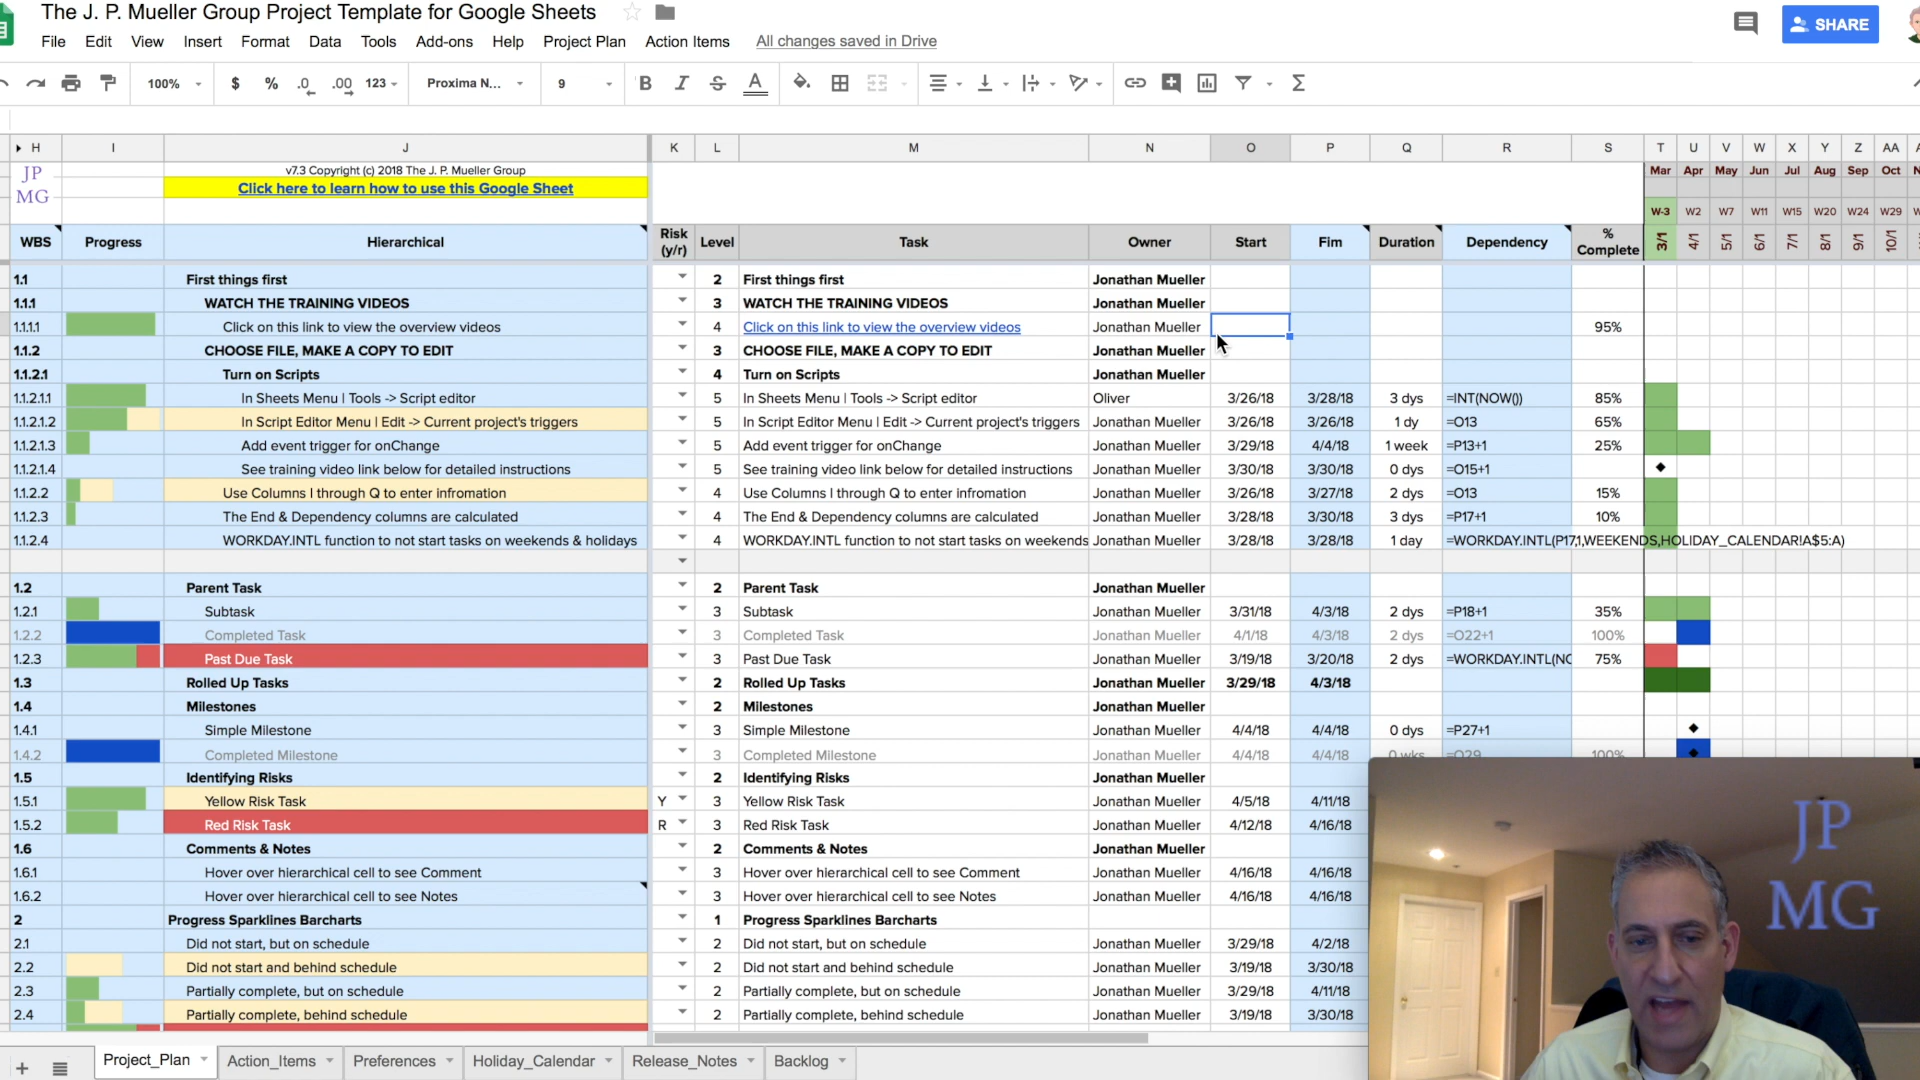 The J. P. Mueller Group Project Template for Google Sheets
SHARE
File Edit View Insert Format Data Tools Add-ons Help Project Plan Action Items All changes saved in Drive
100% $ % .0 .00 123 Proxima N... 9 B I S A Σ
H I J K L M N O P Q R S T U V W X Y Z AA
JP MG
v7.3 Copyright (c) 2018 The J. P. Mueller Group
Click here to learn how to use this Google Sheet
Mar Apr May Jun Jul Aug Sep Oct
W-3 W2 W7 W11 W15 W20 W24 W29
WBS Progress Hierarchical Risk (y/r) Level Task Owner Start Fim Duration Dependency % Complete 3/1 4/1 5/1 6/1 7/1 8/1 9/1 10/1
1.1 First things first 2 First things first Jonathan Mueller
1.1.1 WATCH THE TRAINING VIDEOS 3 WATCH THE TRAINING VIDEOS Jonathan Mueller
1.1.1.1 Click on this link to view the overview videos 4 Click on this link to view the overview videos Jonathan Mueller 95%
1.1.2 CHOOSE FILE, MAKE A COPY TO EDIT 3 CHOOSE FILE, MAKE A COPY TO EDIT Jonathan Mueller
1.1.2.1 Turn on Scripts 4 Turn on Scripts Jonathan Mueller
1.1.2.1.1 In Sheets Menu | Tools -> Script editor 5 In Sheets Menu | Tools -> Script editor Oliver 3/26/18 3/28/18 3 dys =INT(NOW()) 85%
1.1.2.1.2 In Script Editor Menu | Edit -> Current project's triggers 5 In Script Editor Menu | Edit -> Current project's triggers Jonathan Mueller 3/26/18 3/26/18 1 dy =O13 65%
1.1.2.1.3 Add event trigger for onChange 5 Add event trigger for onChange Jonathan Mueller 3/29/18 4/4/18 1 week =P13+1 25%
1.1.2.1.4 See training video link below for detailed instructions 5 See training video link below for detailed instructions Jonathan Mueller 3/30/18 3/30/18 0 dys =O15+1
1.1.2.2 Use Columns I through Q to enter infromation 4 Use Columns I through Q to enter infromation Jonathan Mueller 3/26/18 3/27/18 2 dys =O13 15%
1.1.2.3 The End & Dependency columns are calculated 4 The End & Dependency columns are calculated Jonathan Mueller 3/28/18 3/30/18 3 dys =P17+1 10%
1.1.2.4 WORKDAY.INTL function to not start tasks on weekends & holidays 4 WORKDAY.INTL function to not start tasks on weekends Jonathan Mueller 3/28/18 3/28/18 1 day =WORKDAY.INTL(P17,1,WEEKENDS,HOLIDAY_CALENDAR!A$5:A)
1.2 Parent Task 2 Parent Task Jonathan Mueller
1.2.1 Subtask 3 Subtask Jonathan Mueller 3/31/18 4/3/18 2 dys =P18+1 35%
1.2.2 Completed Task 3 Completed Task Jonathan Mueller 4/1/18 4/3/18 2 dys =O22+1 100%
1.2.3 Past Due Task 3 Past Due Task Jonathan Mueller 3/19/18 3/20/18 2 dys =WORKDAY.INTL(NO 75%
1.3 Rolled Up Tasks 2 Rolled Up Tasks Jonathan Mueller 3/29/18 4/3/18
1.4 Milestones 2 Milestones Jonathan Mueller
1.4.1 Simple Milestone 3 Simple Milestone Jonathan Mueller 4/4/18 4/4/18 0 dys =P27+1
1.4.2 Completed Milestone 3 Completed Milestone Jonathan Mueller 4/4/18 4/4/18 0 wks =O29 100%
1.5 Identifying Risks 2 Identifying Risks Jonathan Mueller
1.5.1 Yellow Risk Task Y 3 Yellow Risk Task Jonathan Mueller 4/5/18 4/11/18
1.5.2 Red Risk Task R 3 Red Risk Task Jonathan Mueller 4/12/18 4/16/18
1.6 Comments & Notes 2 Comments & Notes Jonathan Mueller
1.6.1 Hover over hierarchical cell to see Comment 3 Hover over hierarchical cell to see Comment Jonathan Mueller 4/16/18 4/16/18
1.6.2 Hover over hierarchical cell to see Notes 3 Hover over hierarchical cell to see Notes Jonathan Mueller 4/16/18 4/16/18
2 Progress Sparklines Barcharts 1 Progress Sparklines Barcharts
2.1 Did not start, but on schedule 2 Did not start, but on schedule Jonathan Mueller 3/29/18 4/2/18
2.2 Did not start and behind schedule 2 Did not start and behind schedule Jonathan Mueller 3/19/18 3/30/18
2.3 Partially complete, but on schedule 2 Partially complete, but on schedule Jonathan Mueller 3/29/18 4/11/18
2.4 Partially complete, behind schedule 2 Partially complete, behind schedule Jonathan Mueller 3/19/18 3/30/18
JP
MG
Project_Plan Action_Items Preferences Holiday_Calendar Release_Notes Backlog